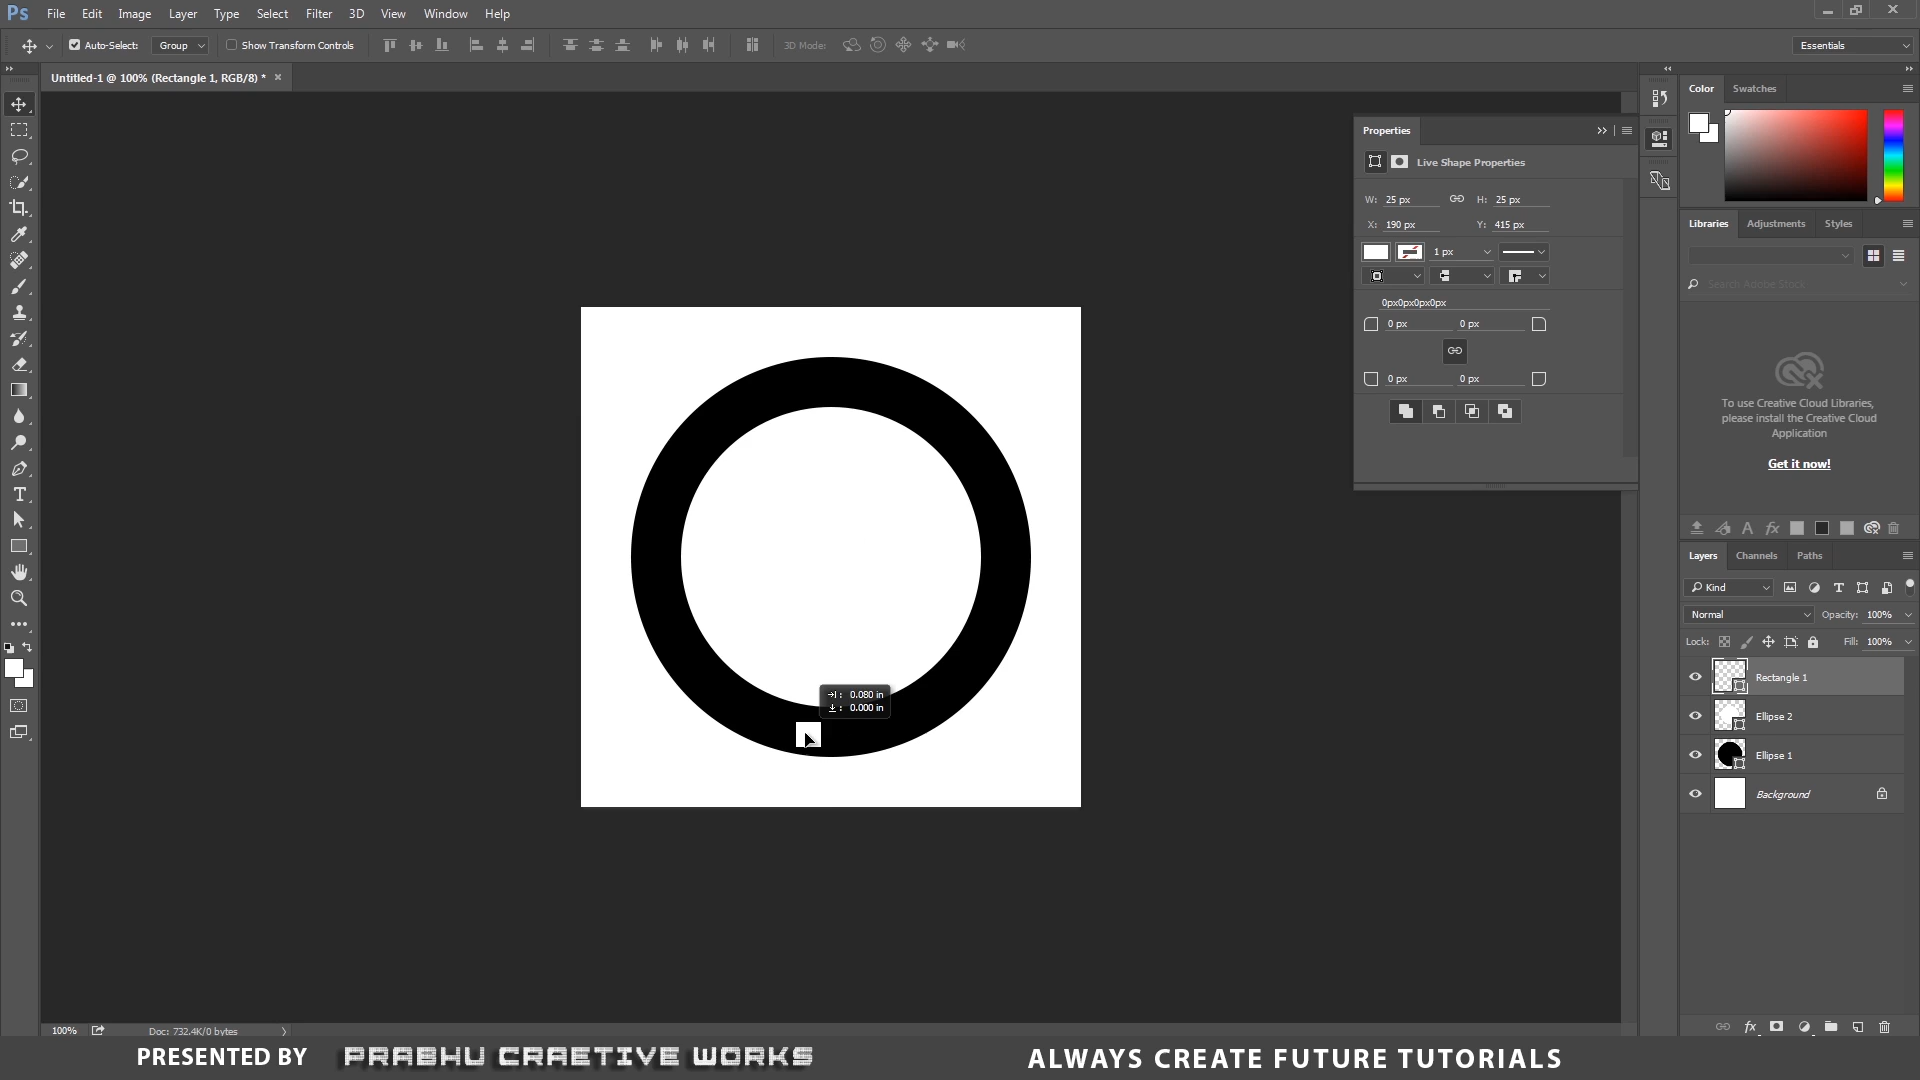 Ps File Edit Image Layer Type Select Filter 3D View Window Help
Auto-Select: Group Show Transform Controls 3D Mode: Essentials
Untitled-1 @ 100% (Rectangle 1, RGB/8) *
Color Swatches
Properties
Live Shape Properties
W: 25 px H: 25 px
X: 190 px Y: 415 px
1 px
0px0px0px0px
0 px 0 px
0 px 0 px
Libraries Adjustments Styles
Search Adobe Stock
To use Creative Cloud Libraries,
please install the Creative Cloud
Application
Get it now!
Layers Channels Paths
Kind
Normal Opacity: 100%
Lock: Fill: 100%
Rectangle 1
Ellipse 2
Ellipse 1
Background
0.080 in
0.000 in
100% Doc: 732.4K/0 bytes
PRESENTED BY PRABHU CRAETIVE WORKS ALWAYS CREATE FUTURE TUTORIALS